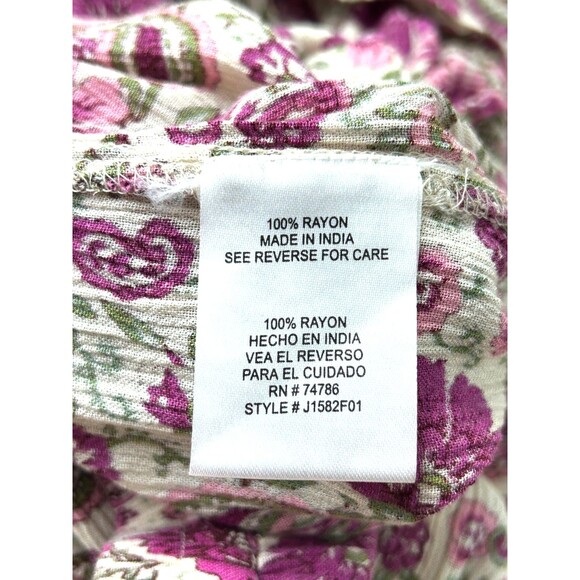 100% RAYON
MADE IN INDIA
SEE REVERSE FOR CARE
100% RAYON
HECHO EN INDIA
VEA EL REVERSO
PARA EL CUIDADO
RN # 74786
STYLE # J1582F01